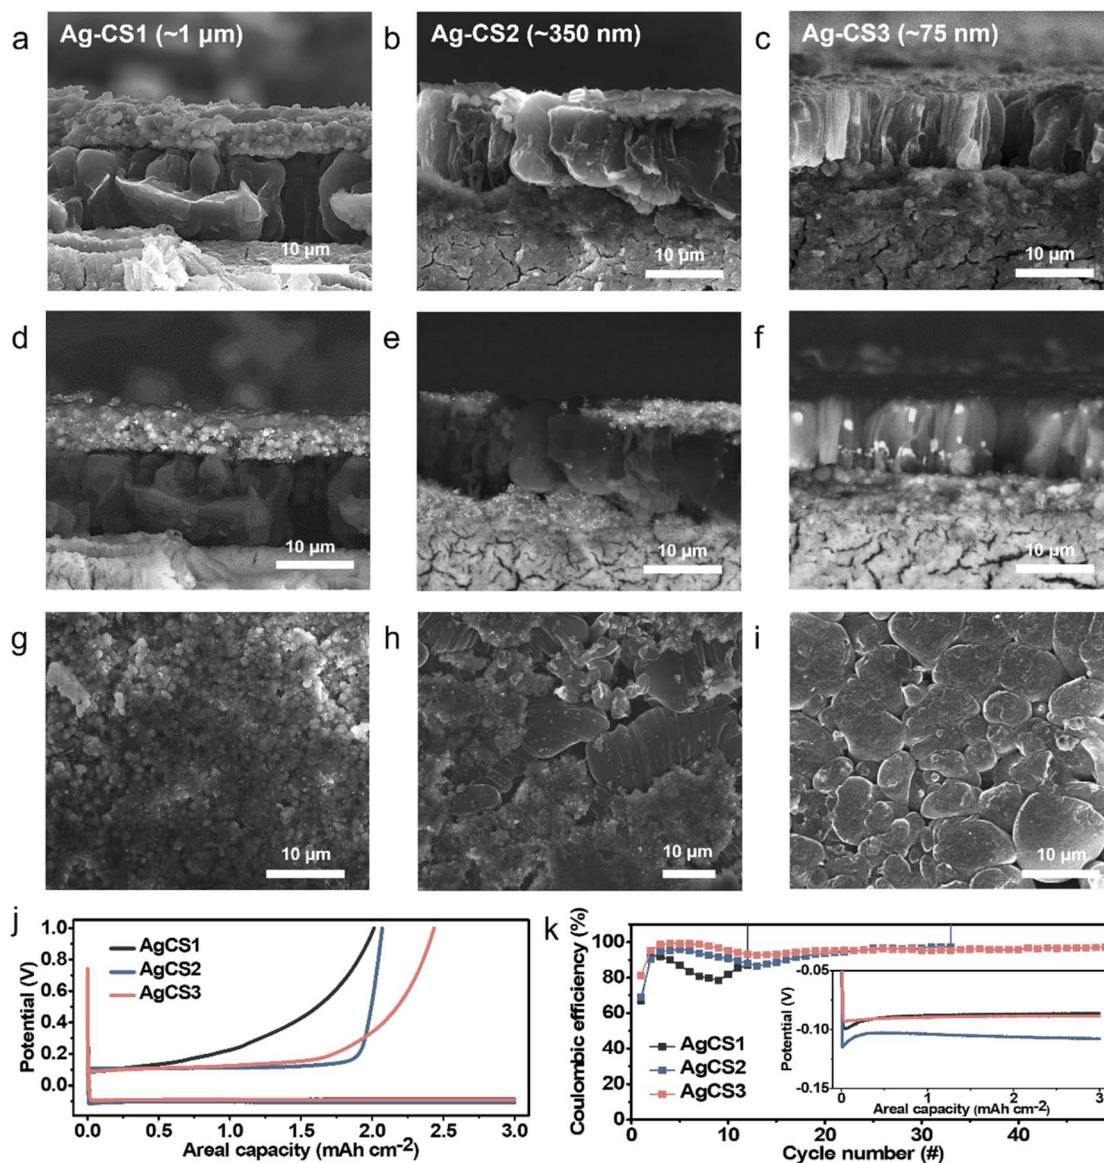 a Ag-CS1 (~1 µm)
b Ag-CS2 (~350 nm)
c Ag-CS3 (~75 nm)
10 µm
10 µm
10 µm
d
e
f
10 µm
10 µm
10 µm
g
h
i
10 µm
10 µm
10 µm
j
Potential (V)
1.0
0.8
0.6
0.4
0.2
0.0
AgCS1
AgCS2
AgCS3
0.0 0.5 1.0 1.5 2.0 2.5 3.0
Areal capacity (mAh cm-2)
k
Coulombic efficiency (%)
100
80
60
40
20
0
AgCS1
AgCS2
AgCS3
Potential (V)
-0.05
-0.10
-0.15
0 1 2 3
Areal capacity (mAh cm-2)
0 10 20 30 40
Cycle number (#)